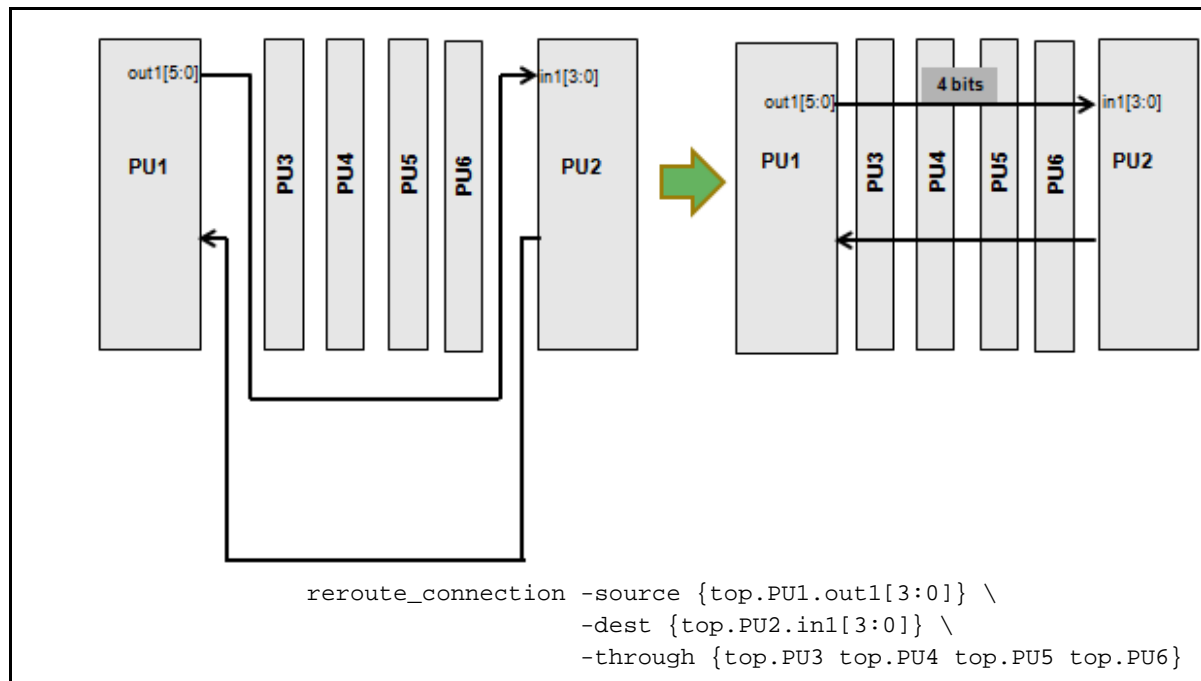 out1[5:0]
in1[3:0]
PU1
PU3
PU4
PU5
PU6
PU2
4 bits
out1[5:0]
in1[3:0]
PU1
PU3
PU4
PU5
PU6
PU2
reroute_connection -source {top.PU1.out1[3:0]} \
-dest {top.PU2.in1[3:0]} \
-through {top.PU3 top.PU4 top.PU5 top.PU6}